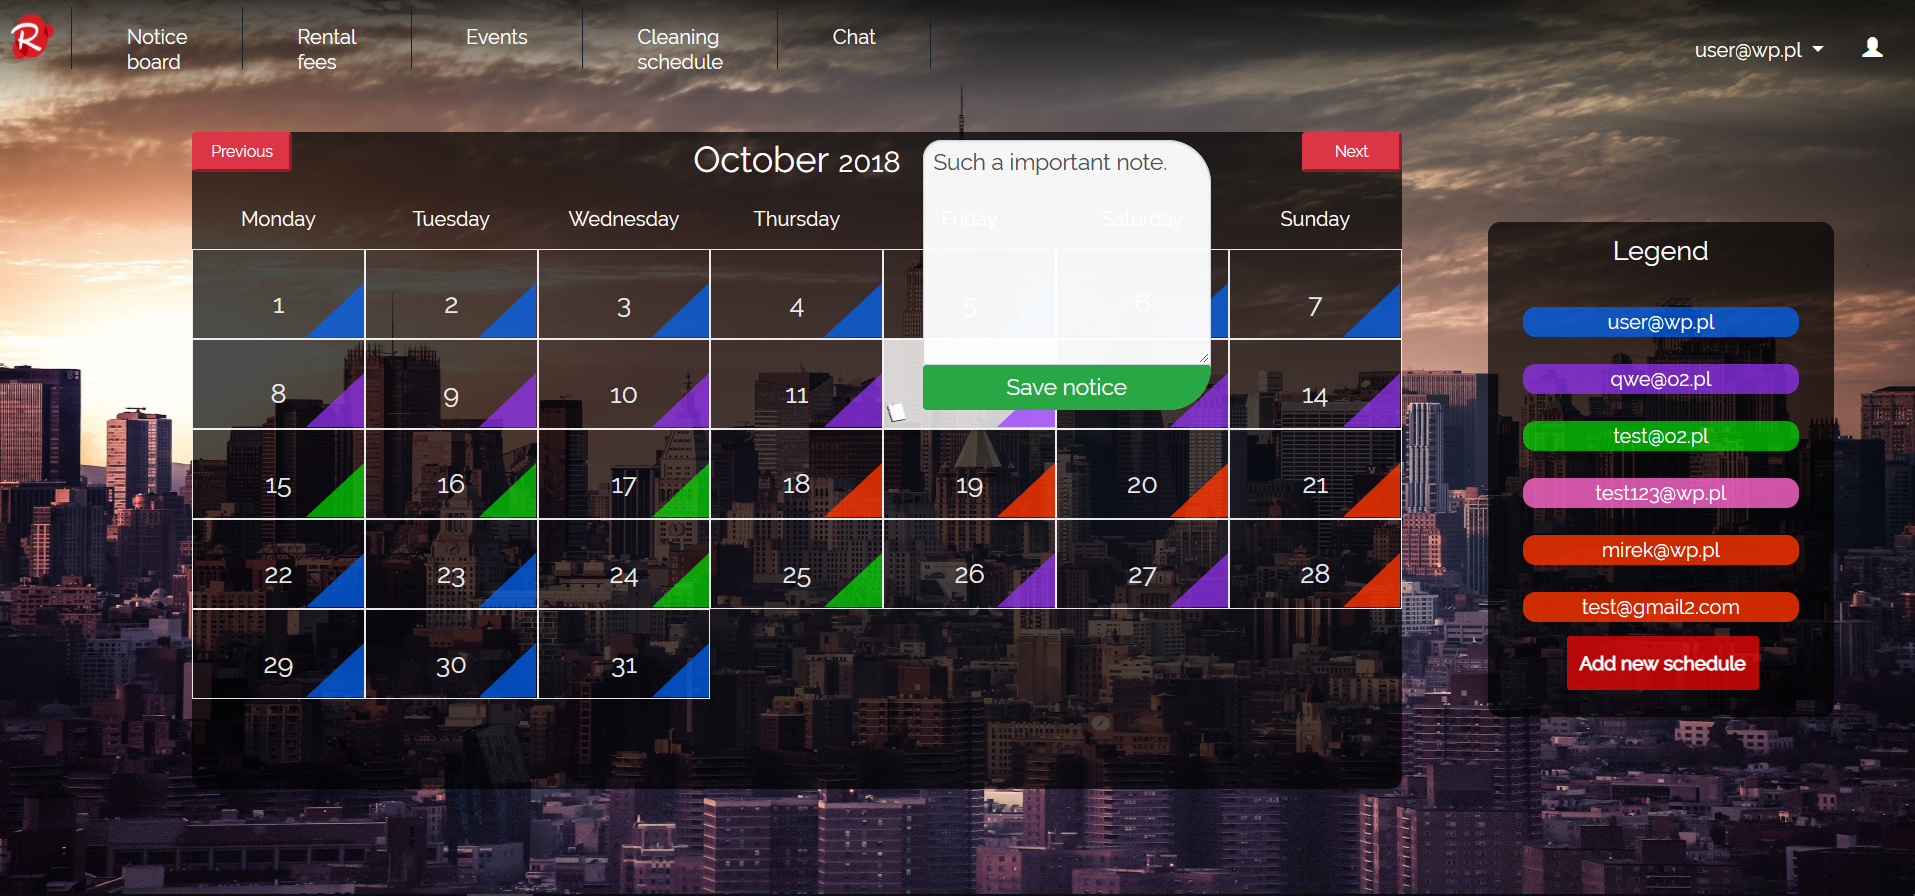 R
Notice
board
Rental
fees
Events
Cleaning
schedule
Chat
user@wp.pl
Previous
October 2018
Such a important note.
Next
Monday Tuesday Wednesday Thursday Friday Saturday Sunday
1 2 3 4 5 6 7
8 9 10 11 14
Save notice
15 16 17 18 19 20 21
22 23 24 25 26 27 28
29 30 31
Legend
user@wp.pl
qwe@o2.pl
test@o2.pl
test123@wp.pl
mirek@wp.pl
test@gmail2.com
Add new schedule